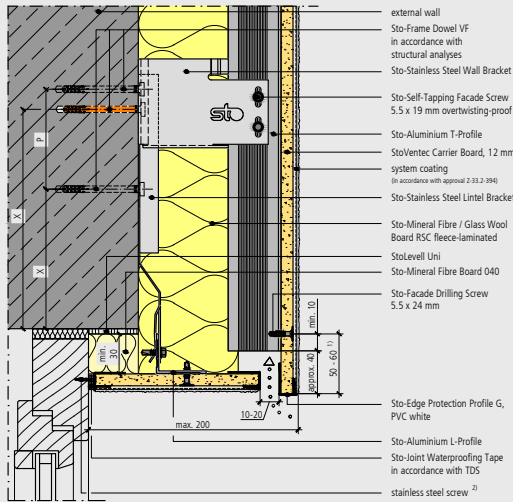 external wall
Sto-Frame Dowel VF
in accordance with
structural analyses
Sto-Stainless Steel Wall Bracket
Sto-Self-Tapping Facade Screw
5.5 x 19 mm overtwisting-proof
Sto-Aluminium T-Profile
StoVentec Carrier Board, 12 mm
system coating
(in accordance with approval Z-33.2-394)
Sto-Stainless Steel Lintel Bracket
Sto-Mineral Fibre / Glass Wool
Board RSC fleece-laminated
StoLevell Uni
Sto-Mineral Fibre Board 040
Sto-Facade Drilling Screw
5.5 x 24 mm
Sto-Edge Protection Profile G,
PVC white
Sto-Aluminium L-Profile
Sto-Joint Waterproofing Tape
in accordance with TDS
stainless steel screw 2)
sto
P
X
X
min.
30
min. 10
approx. 40
50 - 60 1)
10-20
max. 200